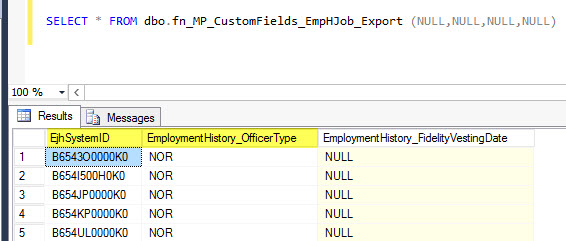 SELECT * FROM dbo.fn_MP_CustomFields_EmpHJob_Export (NULL,NULL,NULL,NULL)
100 %
Results Messages
EjhSystemID EmploymentHistory_OfficerType EmploymentHistory_FidelityVestingDate
1 B6543O0000K0 NOR NULL
2 B654I500H0K0 NOR NULL
3 B654JP0000K0 NOR NULL
4 B654KP0000K0 NOR NULL
5 B654UL0000K0 NOR NULL